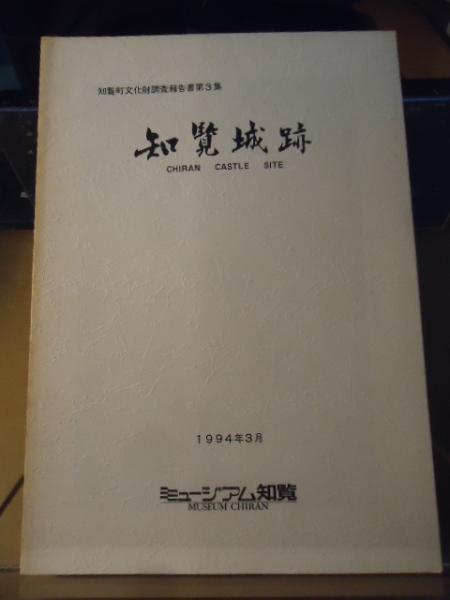 知覧町文化財調査報告書第3集
知覧城跡
CHIRAN CASTLE SITE
1994年3月
ミュージアム知覧
MUSEUM CHIRAN